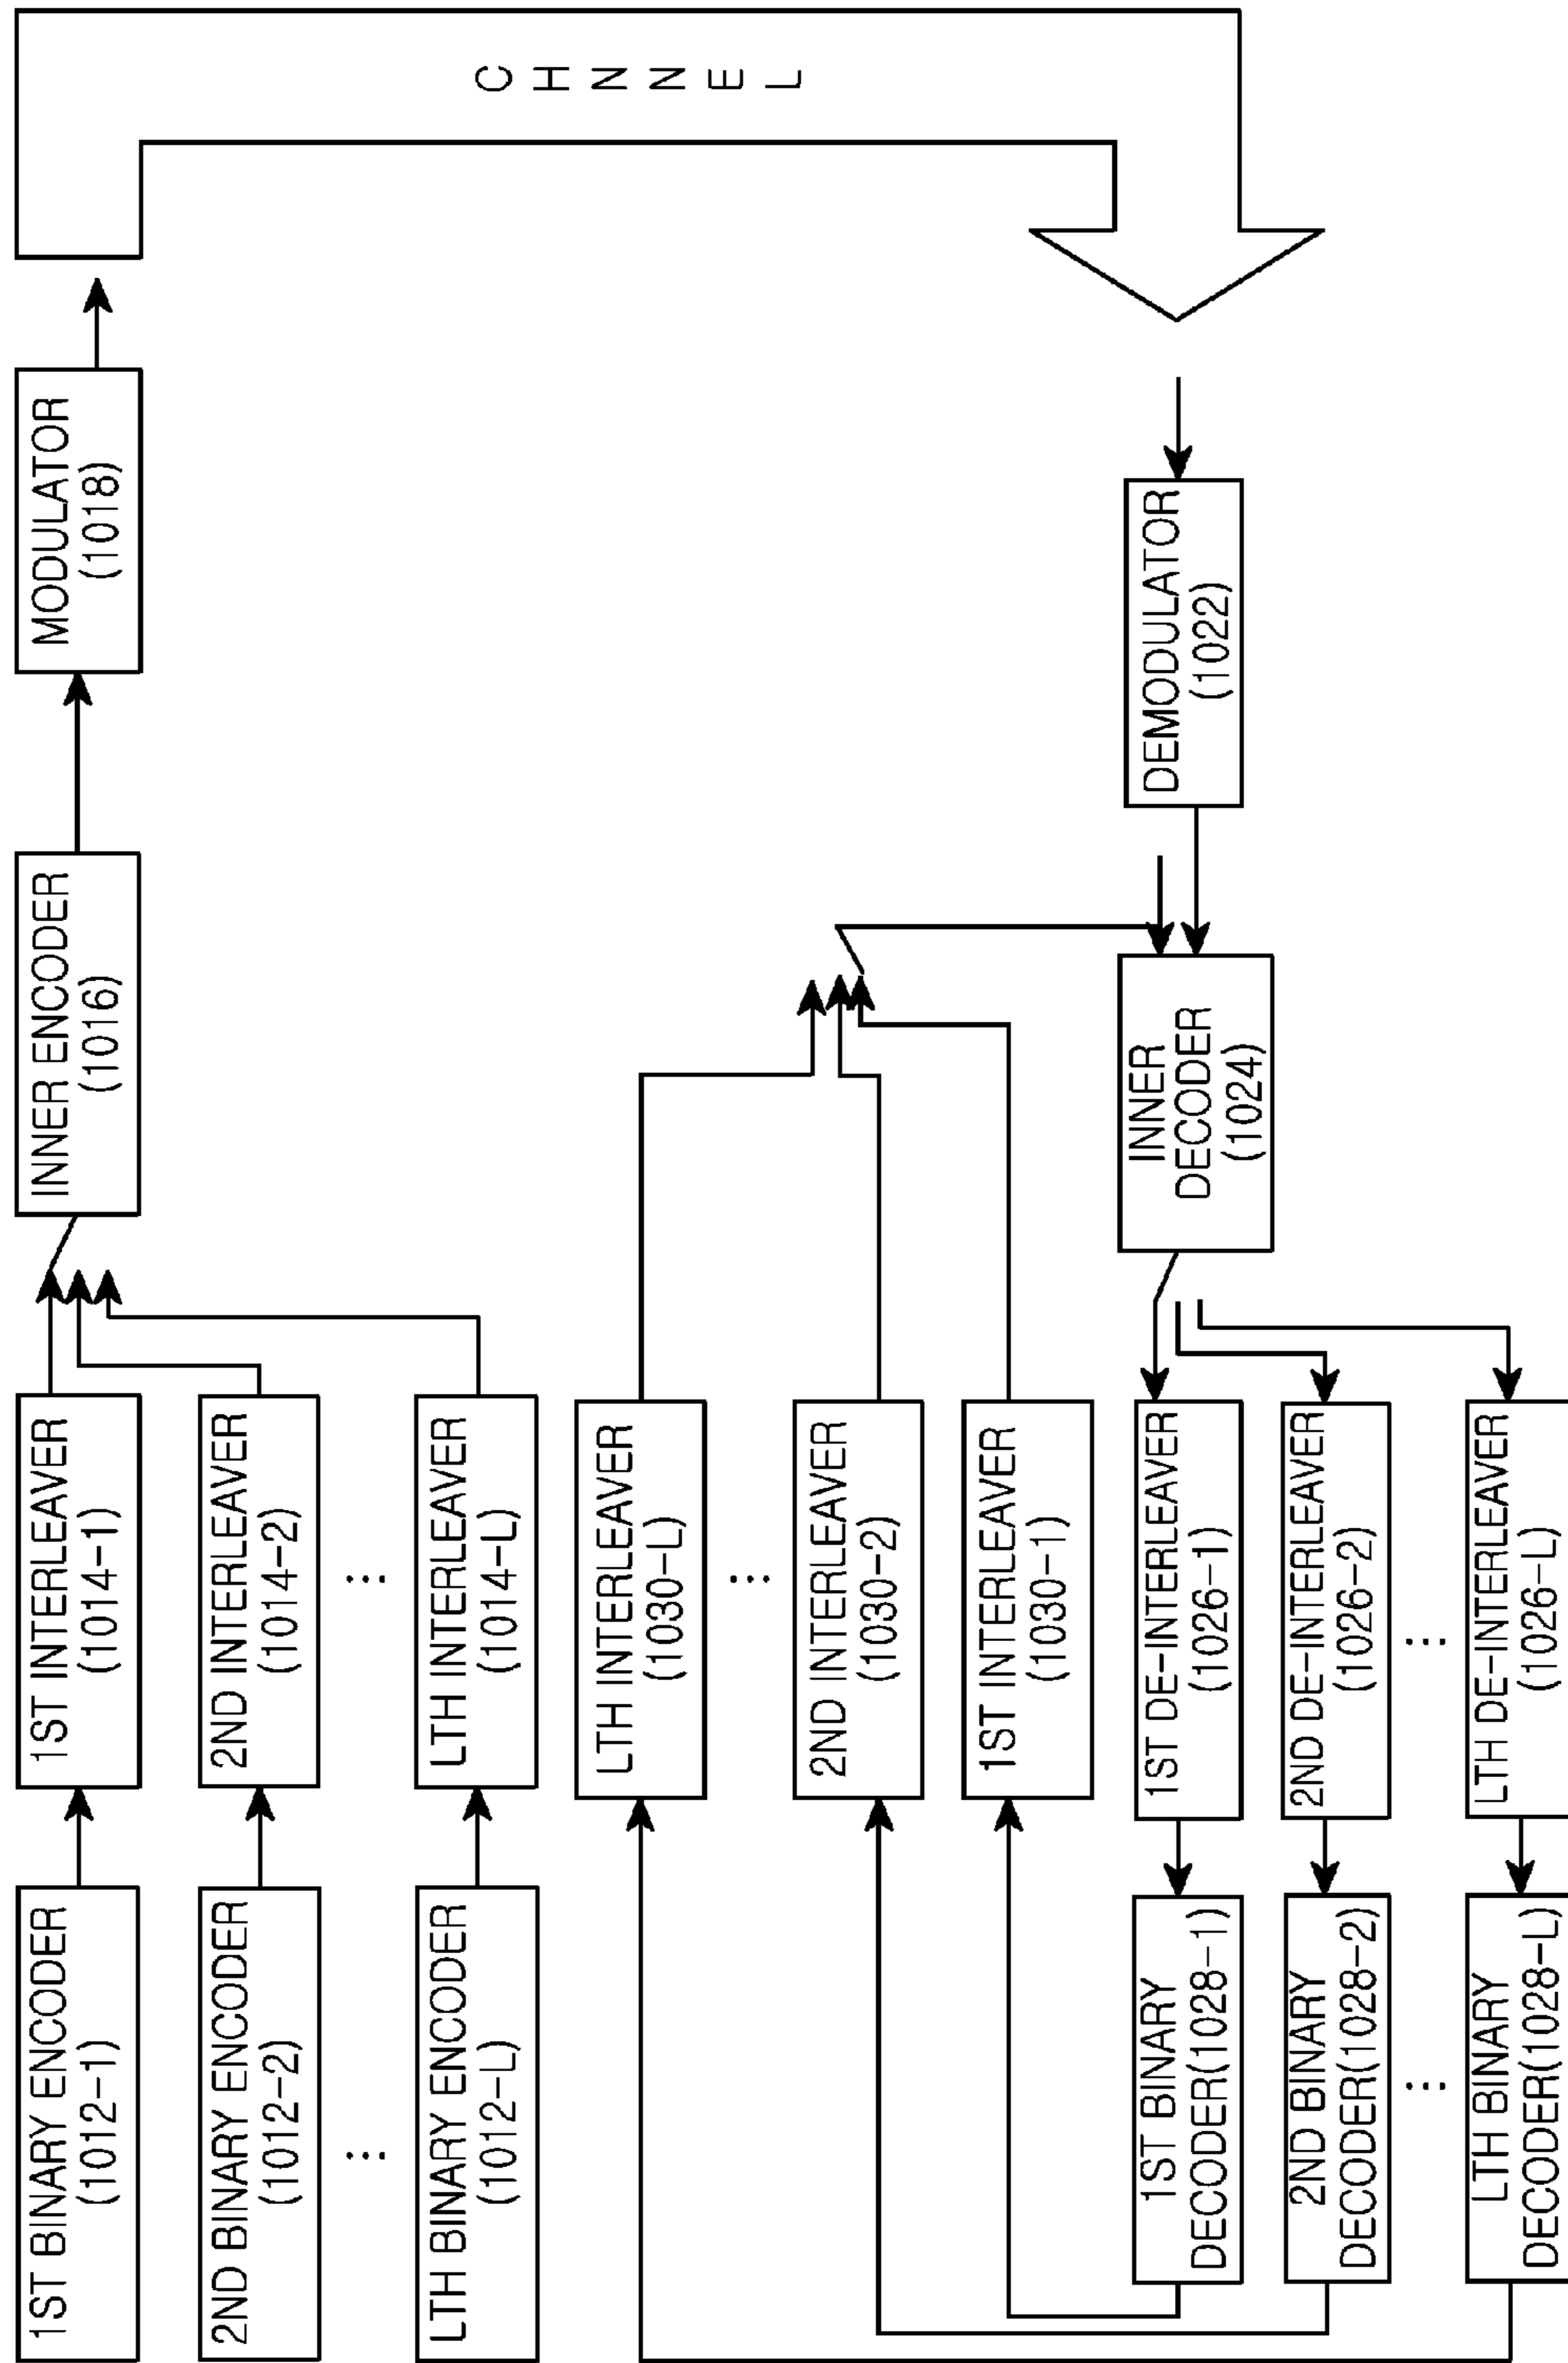 1ST BINARY ENCODER
(1012-1)
1ST INTERLEAVER
(1014-1)
INNER ENCODER
(1016)
MODULATOR
(1018)
2ND BINARY ENCODER
(1012-2)
2ND INTERLEAVER
(1014-2)
...
...
LTH BINARY ENCODER
(1012-L)
LTH INTERLEAVER
(1014-L)
C H N N E L
LTH INTERLEAVER
(1030-L)
...
2ND INTERLEAVER
(1030-2)
1ST INTERLEAVER
(1030-1)
1ST BINARY
DECODER(1028-1)
1ST DE-INTERLEAVER
(1026-1)
INNER
DECODER
(1024)
DEMODULATOR
(1022)
2ND BINARY
DECODER(1028-2)
2ND DE-INTERLEAVER
(1026-2)
...
...
LTH BINARY
DECODER(1028-L)
LTH DE-INTERLEAVER
(1026-L)